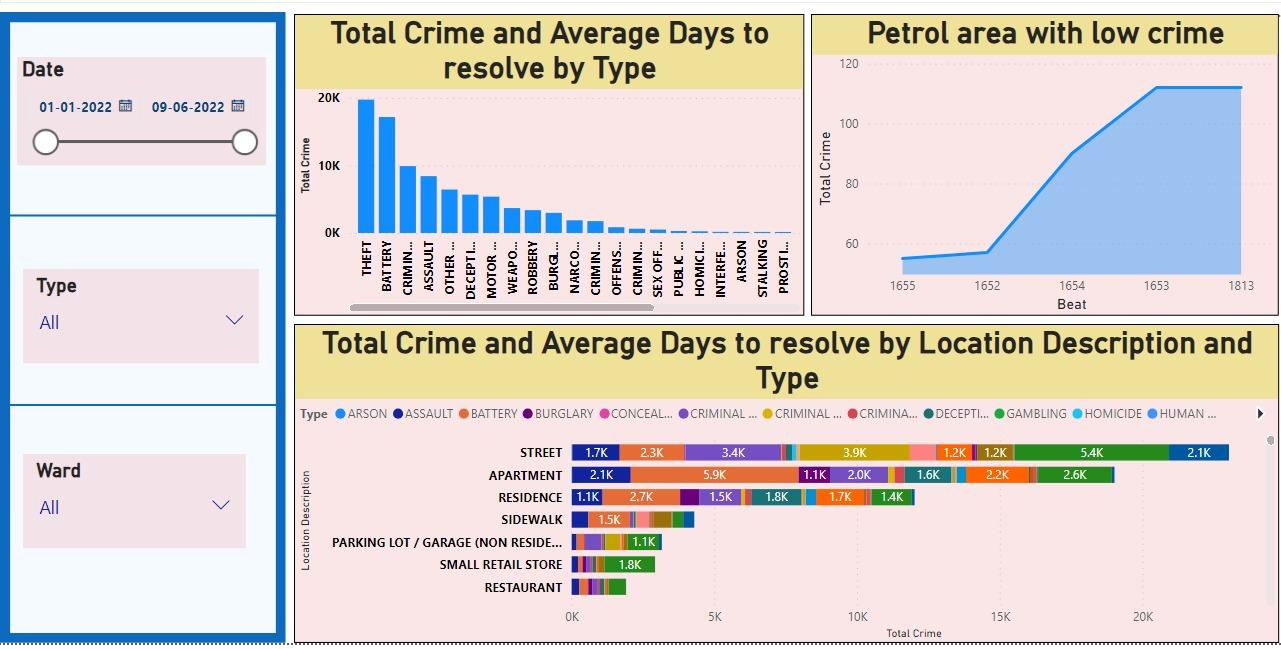 Date
01-01-2022 09-06-2022
Type
All
Ward
All
Total Crime and Average Days to
resolve by Type
Total Crime
20K
10K
0K
THEFT
BATTERY
CRIMIN...
ASSAULT
OTHER ...
DECEPTI...
MOTOR ...
WEAPO...
ROBBERY
BURGL...
NARCO...
CRIMIN...
OFFENS...
CRIMIN...
SEX OFF...
PUBLIC ...
HOMICI...
INTERFE...
ARSON
STALKING
PROSTI...
Petrol area with low crime
Total Crime
120
100
80
60
1655 1652 1654 1653 1813
Beat
Total Crime and Average Days to resolve by Location Description and
Type
Type ARSON ASSAULT BATTERY BURGLARY CONCEAL... CRIMINAL ... CRIMINAL ... CRIMINA... DECEPTI... GAMBLING HOMICIDE HUMAN ...
Location Description
STREET 1.7K 2.3K 3.4K 3.9K 1.2K 1.2K 5.4K 2.1K
APARTMENT 2.1K 5.9K 1.1K 2.0K 1.6K 2.2K 2.6K
RESIDENCE 1.1K 2.7K 1.5K 1.8K 1.7K 1.4K
SIDEWALK 1.5K
PARKING LOT / GARAGE (NON RESIDE... 1.1K
SMALL RETAIL STORE 1.8K
RESTAURANT
0K 5K 10K 15K 20K
Total Crime